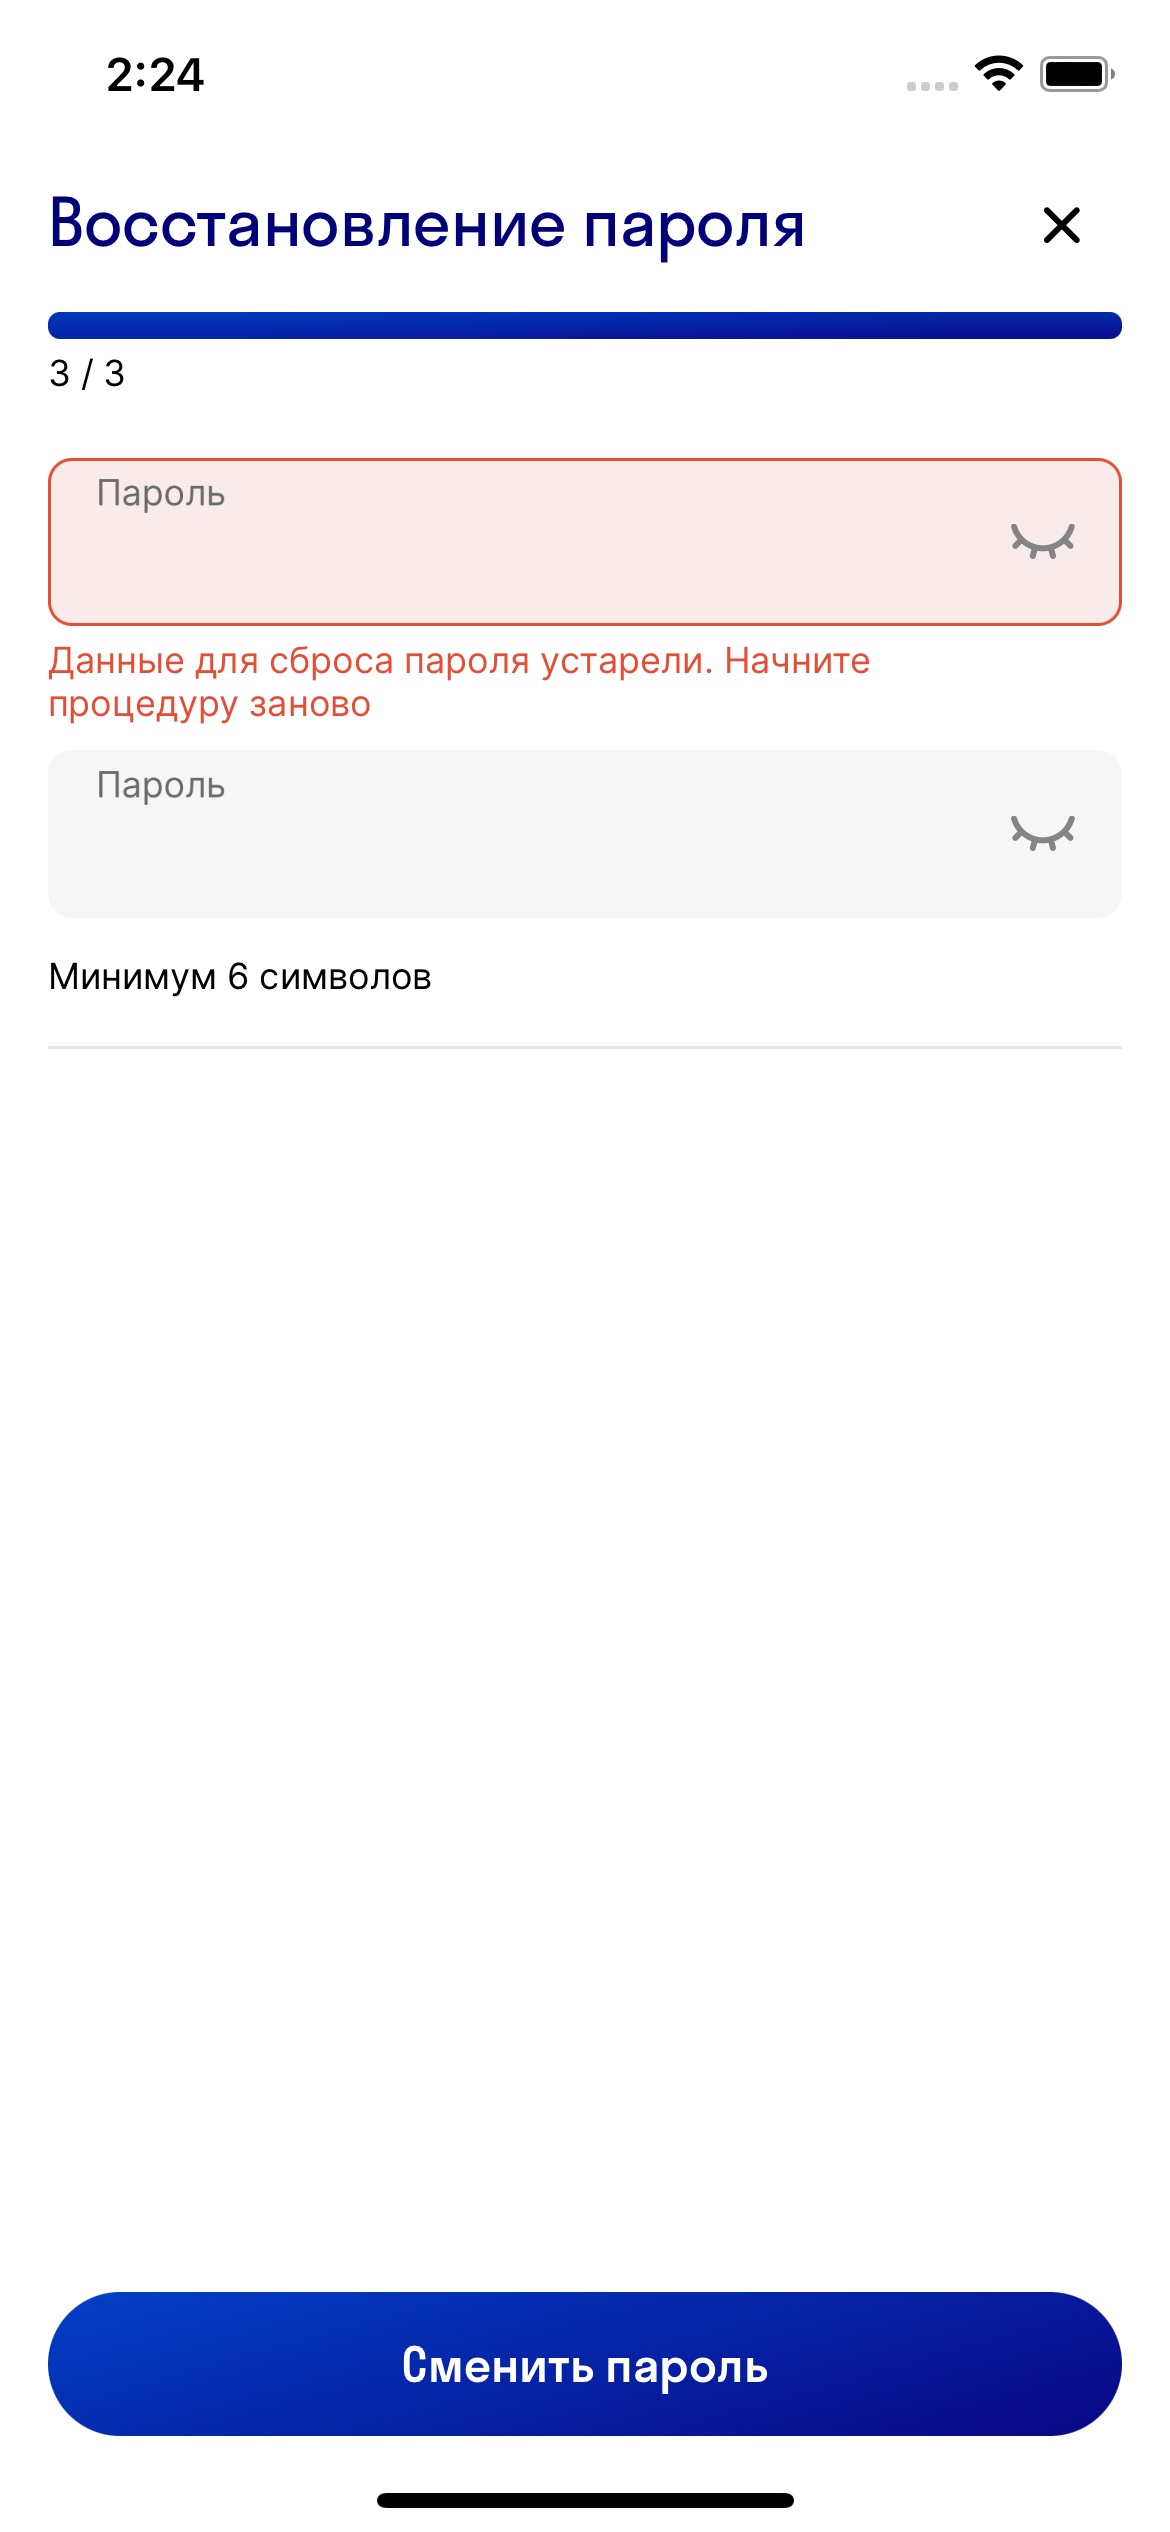 2:24
Восстановление пароля
3 / 3
Пароль
Данные для сброса пароля устарели. Начните
процедуру заново
Пароль
Минимум 6 символов
Сменить пароль